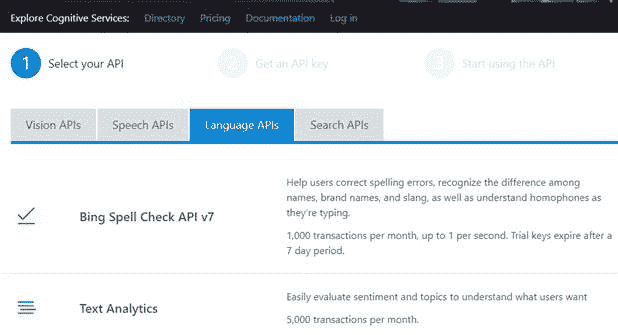 Explore Cognitive Services: Directory Pricing Documentation Log in
1 Select your API 2 Get an API key 3 Start using the API
Vision APIs Speech APIs Language APIs Search APIs
Help users correct spelling errors, recognize the difference among
names, brand names, and slang, as well as understand homophones as
they're typing.
Bing Spell Check API v7
1,000 transactions per month, up to 1 per second. Trial keys expire after a
7 day period.
Easily evaluate sentiment and topics to understand what users want
Text Analytics
5,000 transactions per month.